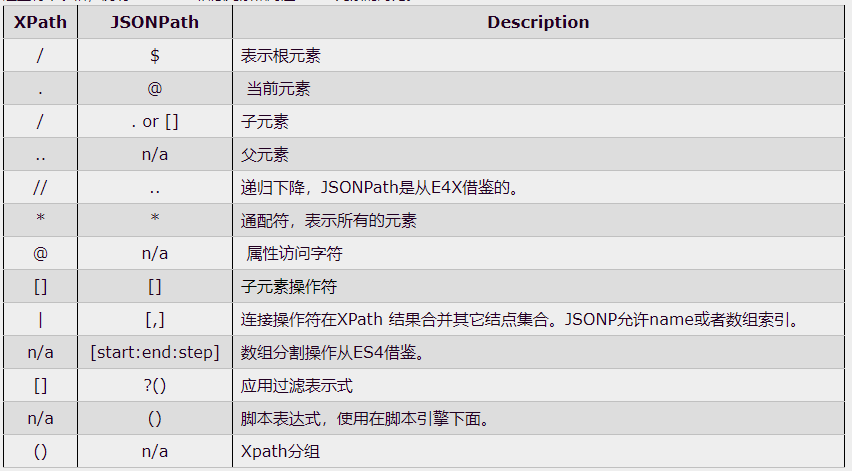 XPath JSONPath Description
/ $ 表示根元素
. @ 当前元素
/ . or [] 子元素
.. n/a 父元素
// .. 递归下降，JSONPath是从E4X借鉴的。
* * 通配符，表示所有的元素
@ n/a 属性访问字符
[] [] 子元素操作符
| [,] 连接操作符在XPath 结果合并其它结点集合。JSONP允许name或者数组索引。
n/a [start:end:step] 数组分割操作从ES4借鉴。
[] ?() 应用过滤表示式
n/a () 脚本表达式，使用在脚本引擎下面。
() n/a Xpath分组